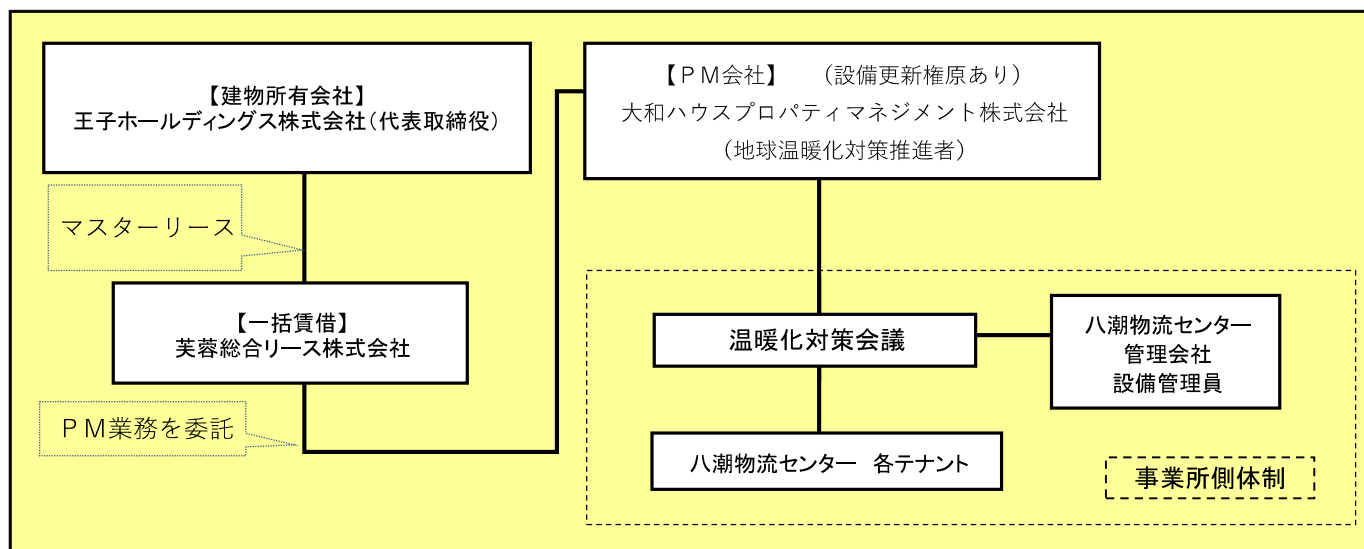 【建物所有会社】
王子ホールディングス株式会社（代表取締役）
マスターリース
【一括賃借】
芙蓉総合リース株式会社
ＰＭ業務を委託
【ＰＭ会社】　（設備更新権原あり）
大和ハウスプロパティマネジメント株式会社
（地球温暖化対策推進者）
温暖化対策会議
八潮物流センター
管理会社
設備管理員
八潮物流センター　各テナント
事業所側体制